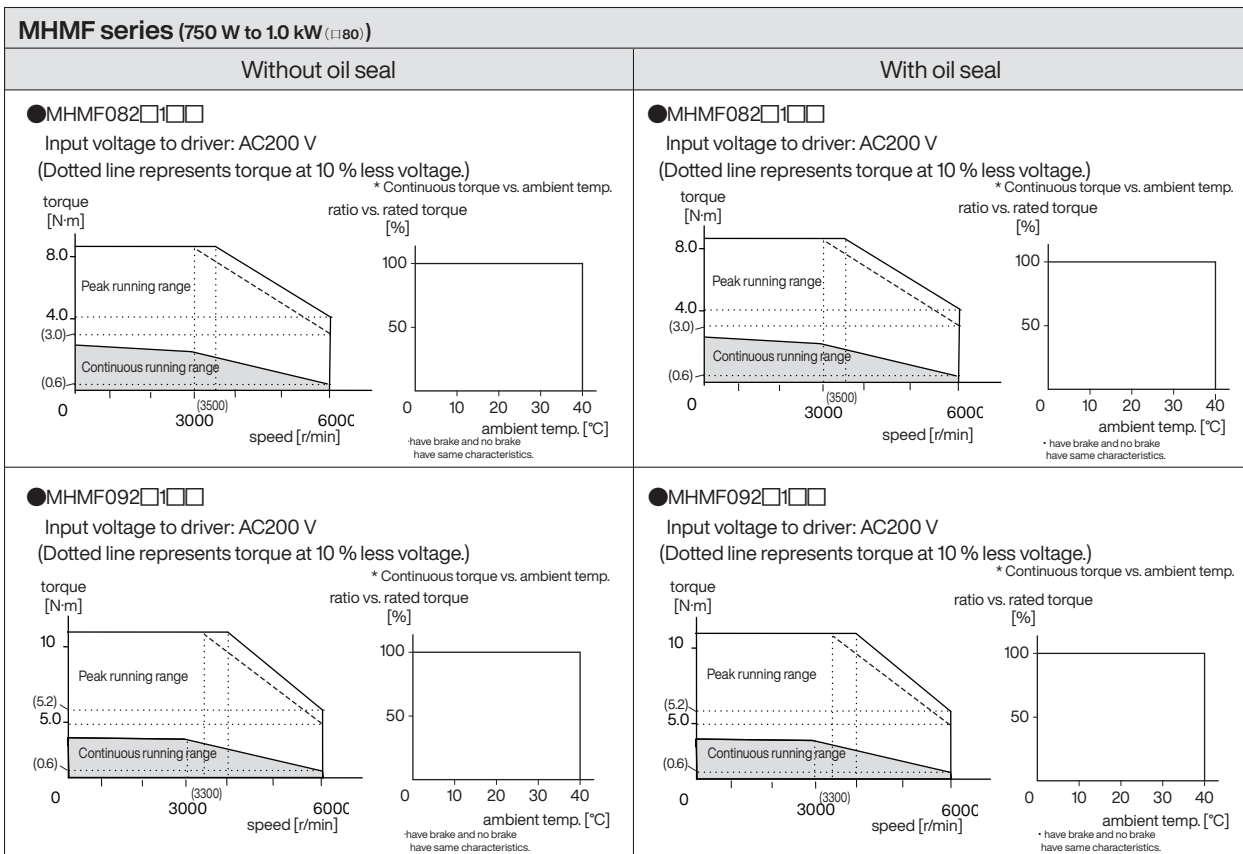 MHMF series (750 W to 1.0 kW(□80))
Without oil seal
With oil seal
●MHMF082□1□□
Input voltage to driver: AC200 V
(Dotted line represents torque at 10 % less voltage.)
* Continuous torque vs. ambient temp.
torque
[N·m]
ratio vs. rated torque
[%]
8.0
4.0
(3.0)
(0.6)
0
Peak running range
Continuous running range
(3500)
3000
6000
speed [r/min]
100
50
0
10
20
30
40
ambient temp. [°C]
·have brake and no brake
have same characteristics.
●MHMF082□1□□
Input voltage to driver: AC200 V
(Dotted line represents torque at 10 % less voltage.)
* Continuous torque vs. ambient temp.
torque
[N·m]
ratio vs. rated torque
[%]
8.0
4.0
(3.0)
(0.6)
0
Peak running range
Continuous running range
(3500)
3000
6000
speed [r/min]
100
50
0
10
20
30
40
ambient temp. [°C]
• have brake and no brake
have same characteristics.
●MHMF092□1□□
Input voltage to driver: AC200 V
(Dotted line represents torque at 10 % less voltage.)
* Continuous torque vs. ambient temp.
torque
[N·m]
ratio vs. rated torque
[%]
10
(5.2)
5.0
(0.6)
0
Peak running range
Continuous running range
(3300)
3000
6000
speed [r/min]
100
50
0
10
20
30
40
ambient temp. [°C]
·have brake and no brake
have same characteristics.
●MHMF092□1□□
Input voltage to driver: AC200 V
(Dotted line represents torque at 10 % less voltage.)
* Continuous torque vs. ambient temp.
torque
[N·m]
ratio vs. rated torque
[%]
10
(5.2)
5.0
(0.6)
0
Peak running range
Continuous running range
(3300)
3000
6000
speed [r/min]
100
50
0
10
20
30
40
ambient temp. [°C]
• have brake and no brake
have same characteristics.